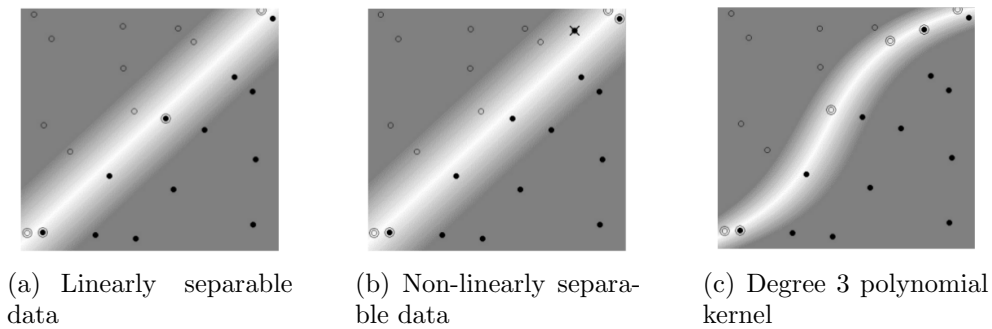 (a) Linearly separable
data
(b) Non-linearly separa-
ble data
(c) Degree 3 polynomial
kernel